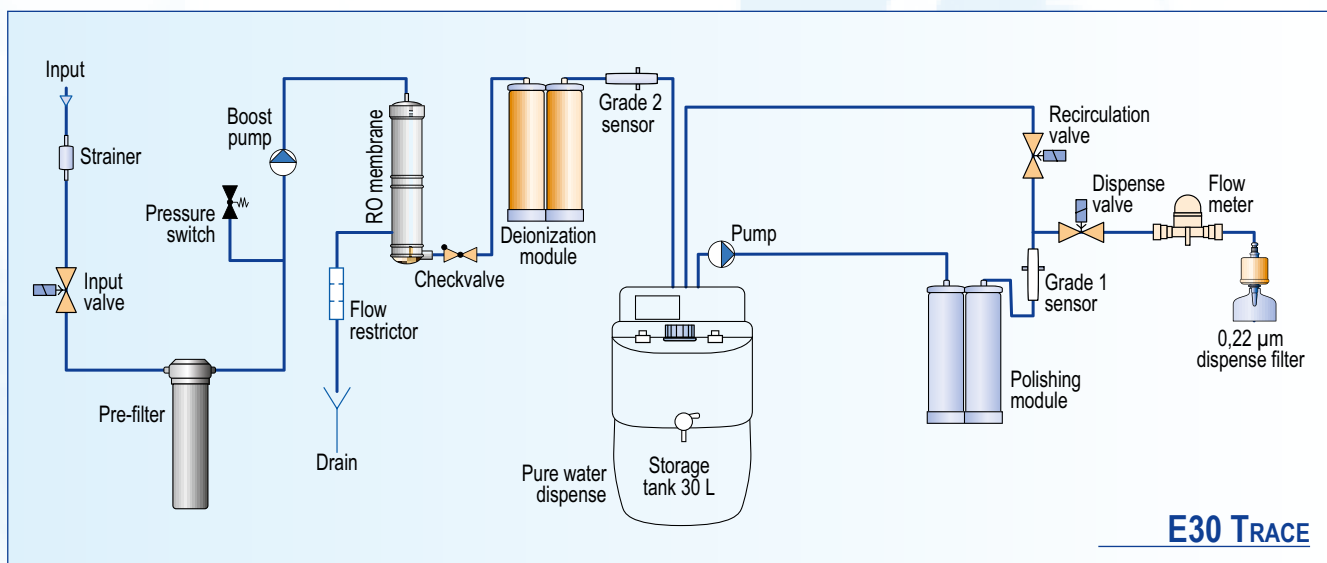 Input
Strainer
Boost
pump
Pressure
switch
Input
valve
Pre-filter
RO membrane
Flow
restrictor
Drain
Checkvalve
Deionization
module
Grade 2
sensor
Pump
Pure water
dispense
Storage
tank 30 L
Polishing
module
Grade 1
sensor
Recirculation
valve
Dispense
valve
Flow
meter
0,22 µm
dispense filter
E30 TRACE